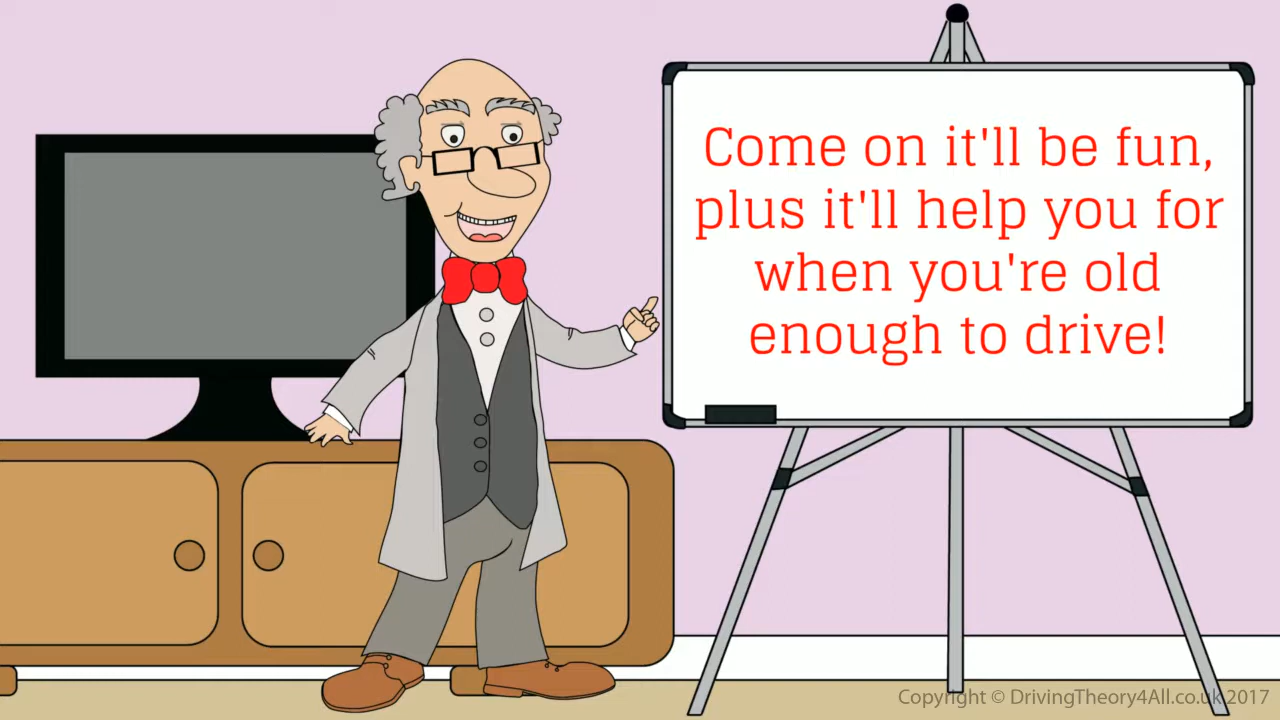 Come on it'll be fun,
plus it'll help you for
when you're old
enough to drive!
Copyright © DrivingTheory4All.co.uk 2017